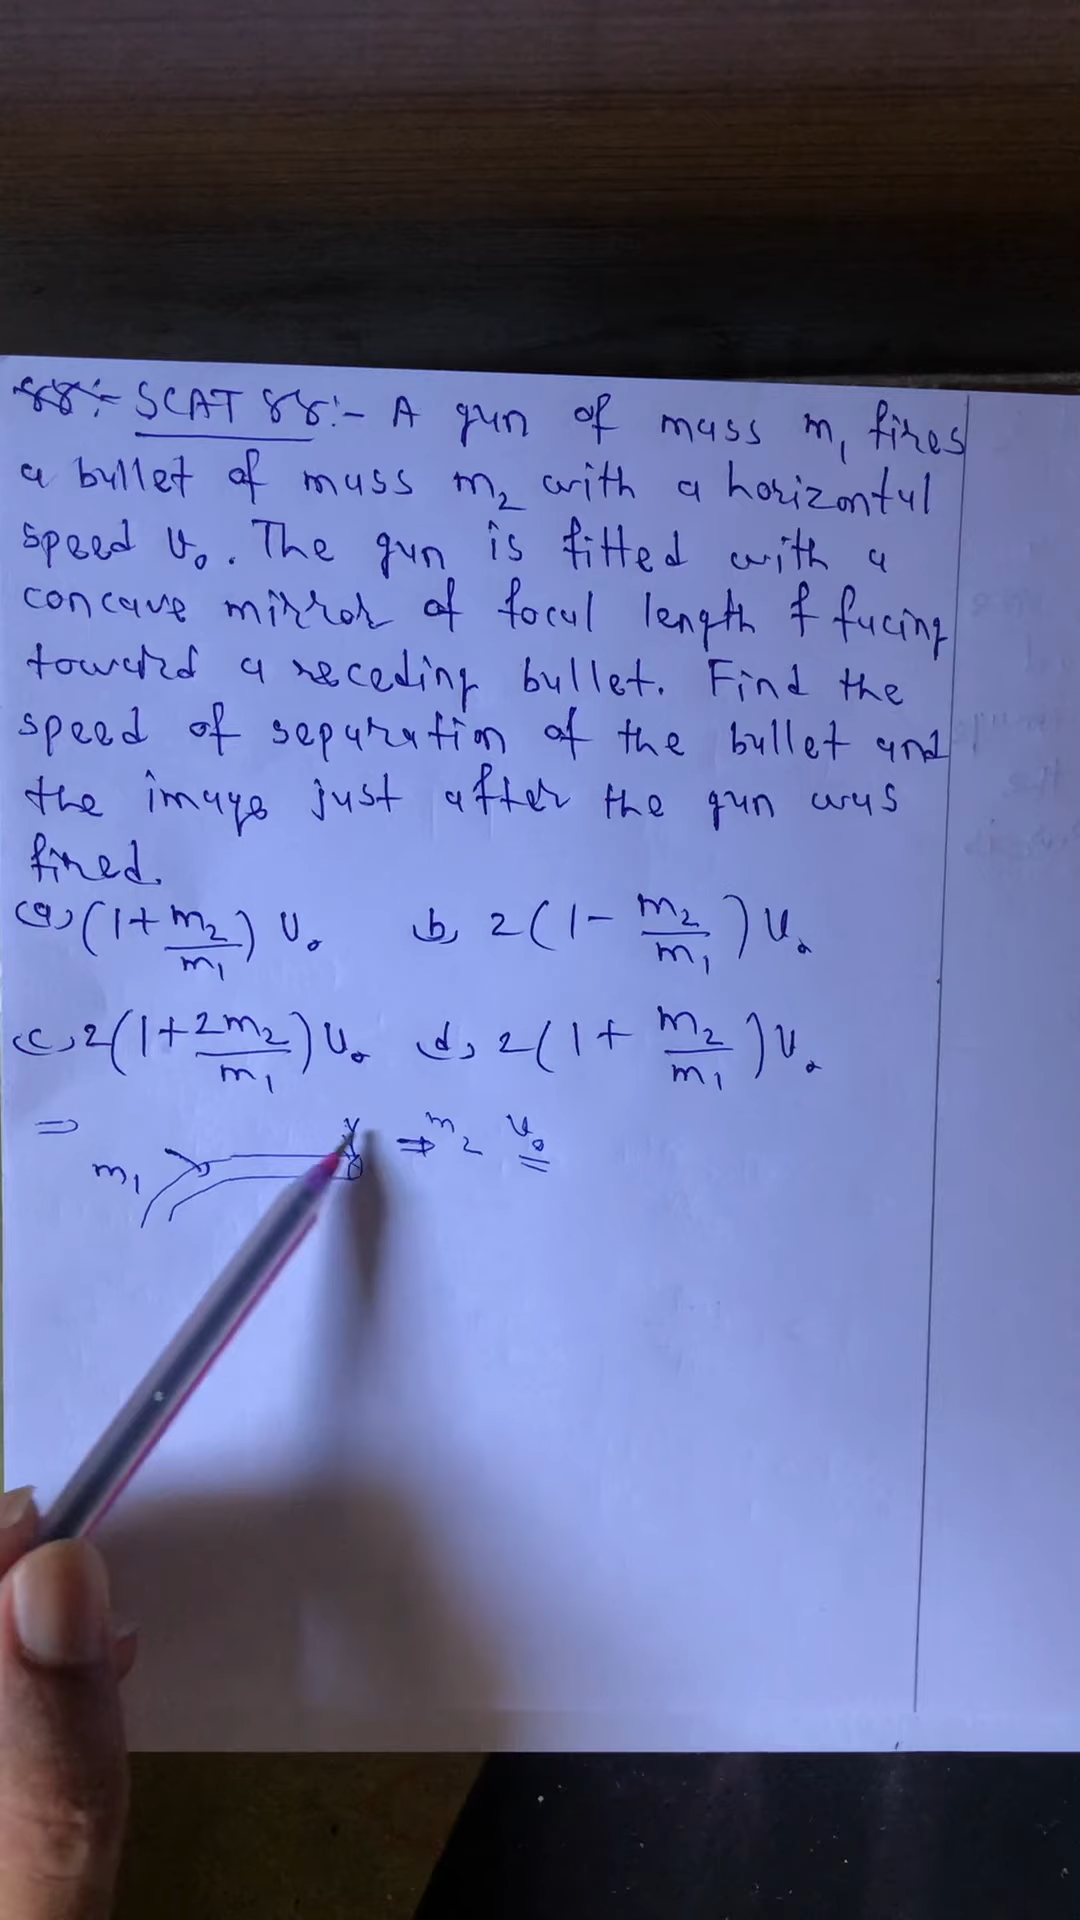 SCAT 88:- A gun of mass m₁ fires
a bullet of mass m₂ with a horizontal
speed v₀. The gun is fitted with a
concave mirror of focal length f facing
toward a receding bullet. Find the
speed of separation of the bullet and
the image just after the gun was
fired.
(a) (1+m₂/m₁) v₀ (b) 2(1-m₂/m₁) v₀
(c) 2(1+2m₂/m₁) v₀ (d) 2(1+m₂/m₁) v₀
⇒
m₁ ⇒ m₂ v₀